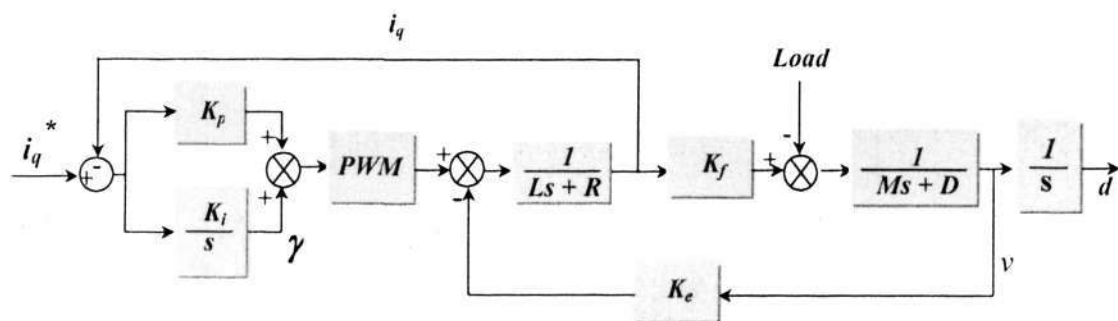 i_q
Load
i_q *
+
-
K_p
K_i
s
+
+
γ
PWM
+
-
1
Ls + R
K_f
+
-
1
Ms + D
1
s
d
v
K_e